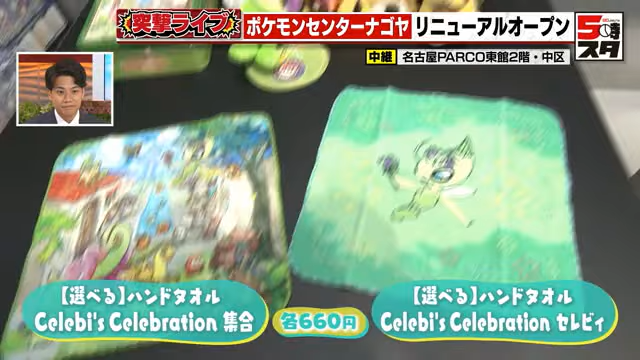 突撃ライブ
ポケモンセンターナゴヤ リニューアルオープン
5時スタ
中継 名古屋PARCO東館2階・中区
【選べる】ハンドタオル
Celebi's Celebration 集合
各660円
【選べる】ハンドタオル
Celebi's Celebration セレビィ